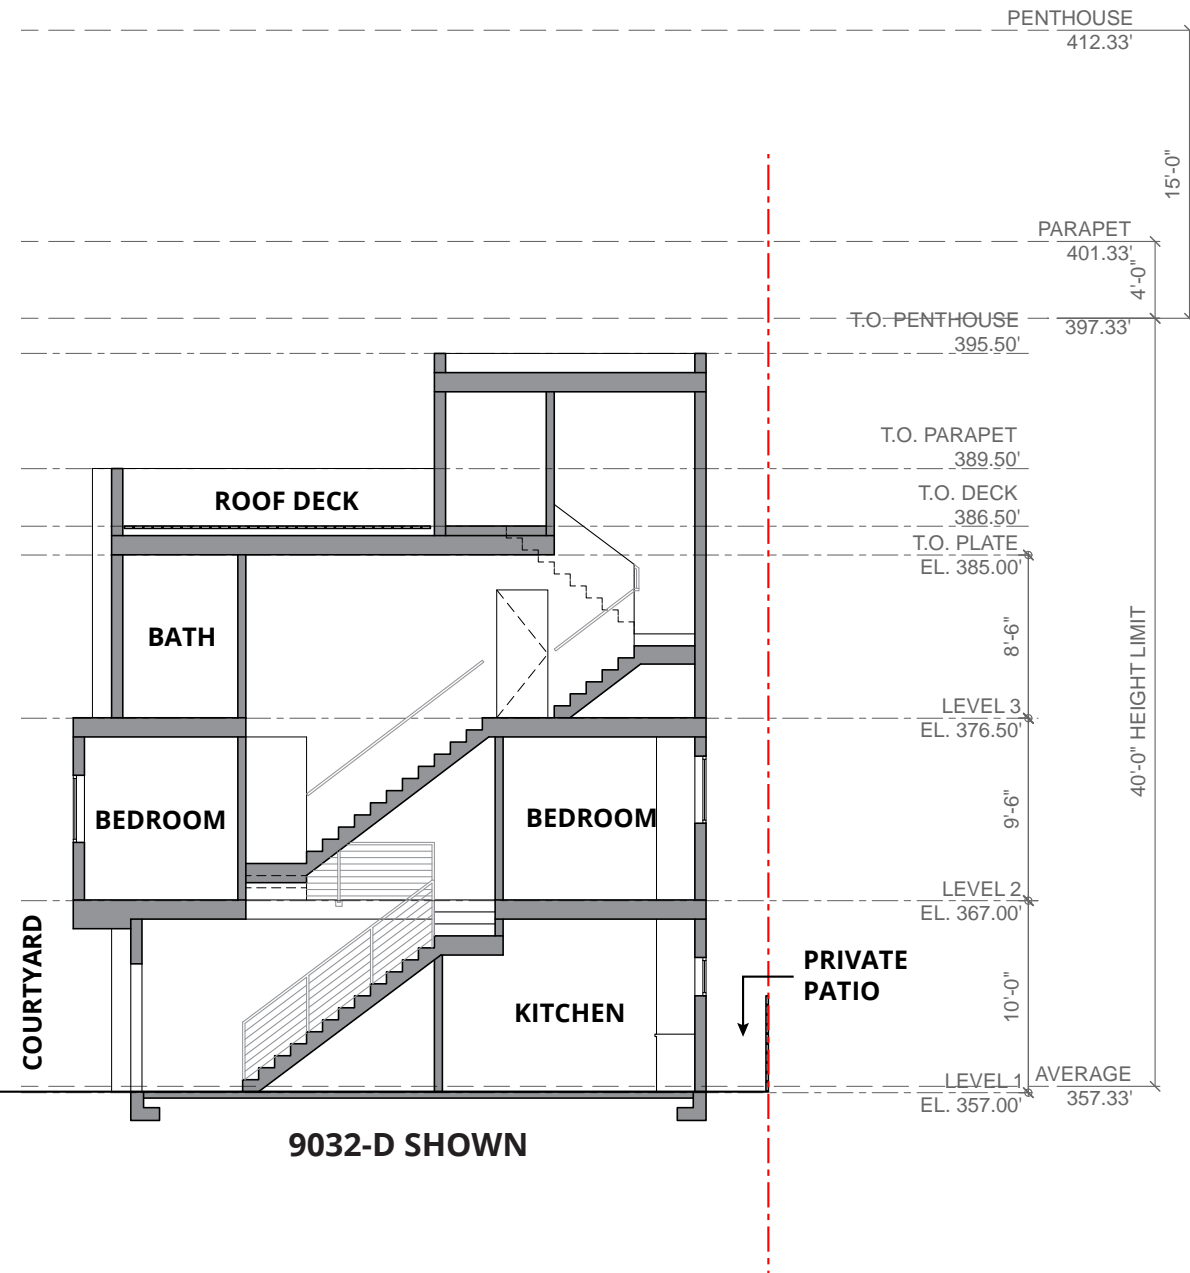 PENTHOUSE
412.33'
15'-0"
PARAPET
401.33'
4'-0"
T.O. PENTHOUSE
395.50'
397.33'
T.O. PARAPET
389.50'
T.O. DECK
386.50'
ROOF DECK
T.O. PLATE
EL. 385.00'
8'-6"
BATH
40'-0" HEIGHT LIMIT
LEVEL 3
EL. 376.50'
9'-6"
BEDROOM
BEDROOM
LEVEL 2
EL. 367.00'
COURTYARD
PRIVATE
PATIO
10'-0"
KITCHEN
LEVEL 1
EL. 357.00'
AVERAGE
357.33'
9032-D SHOWN